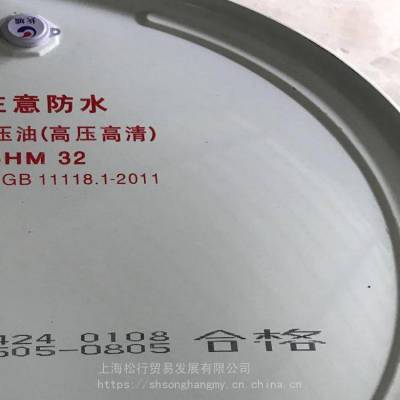 注意防水
压油(高压高清)
HM 32
GB 11118.1-2011
424 0108 合格
505-0805
上海松行贸易发展有限公司
https://shsonghangmy.cn.china.cn